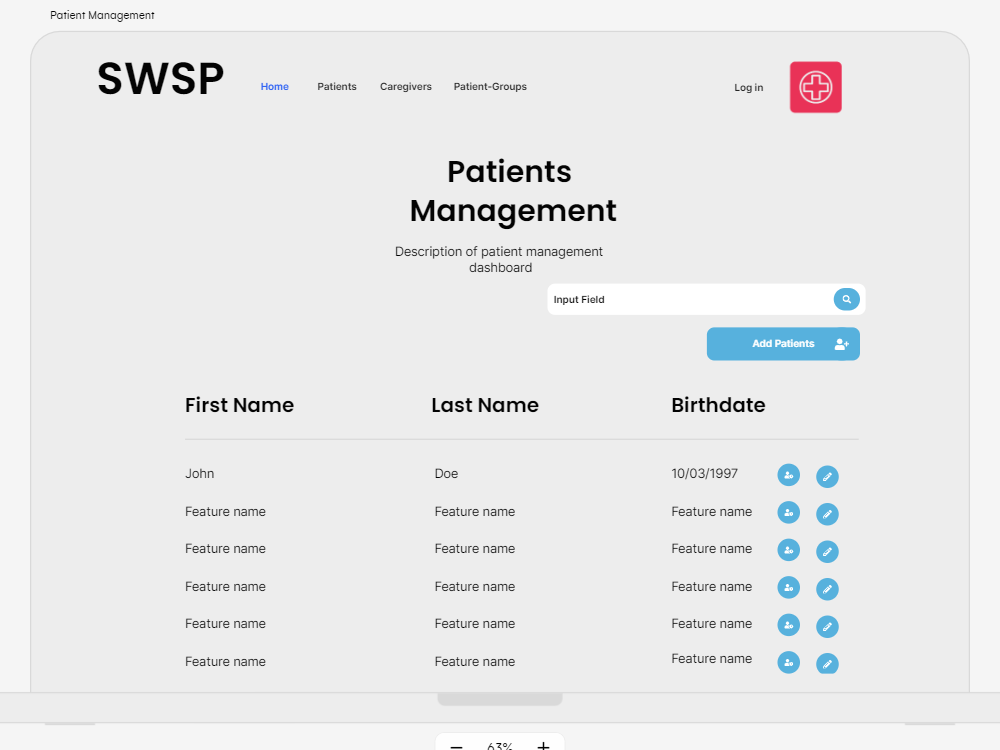 Patient Management
SWSP
Home Patients Caregivers Patient-Groups Log in
Patients
Management
Description of patient management
dashboard
Input Field
Add Patients
First Name Last Name Birthdate
John Doe 10/03/1997
Feature name Feature name Feature name
Feature name Feature name Feature name
Feature name Feature name Feature name
Feature name Feature name Feature name
Feature name Feature name Feature name
63%